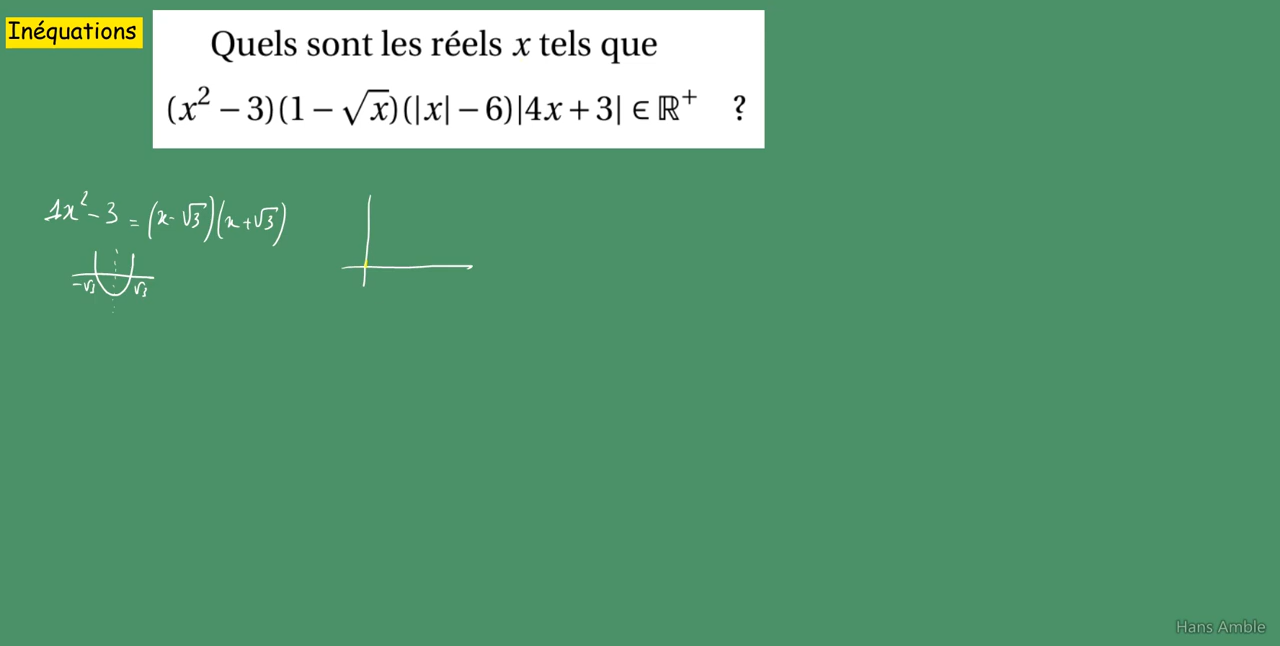 Inéquations
Quels sont les réels x tels que
(x² − 3)(1 − √x)(|x| − 6)|4x + 3| ∈ ℝ⁺ ?
1x² − 3 = (x − √3)(x + √3)
−√3 √3
Hans Amble